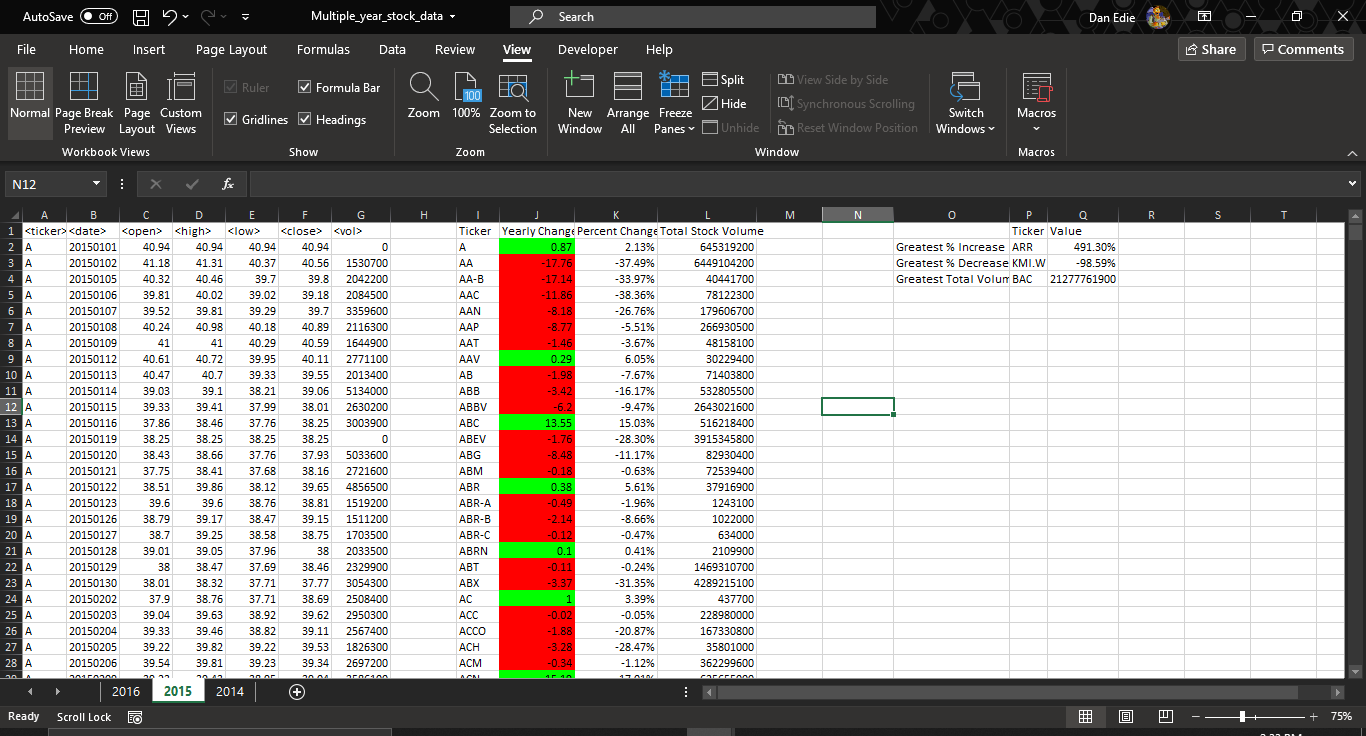 AutoSave Off Multiple_year_stock_data Search Dan Edie
File Home Insert Page Layout Formulas Data Review View Developer Help Share Comments
Normal Page Break Preview Page Layout Custom Views
Workbook Views
Ruler Formula Bar
Gridlines Headings
Show
Zoom 100 100% Zoom to Selection
Zoom
New Window Arrange All Freeze Panes
Split View Side by Side
Hide Synchronous Scrolling
Unhide Reset Window Position
Switch Windows
Window
Macros
Macros
N12 fx
A B C D E F G H I J K L M N O P Q R S T
1 <ticker> <date> <open> <high> <low> <close> <vol> Ticker Yearly Change Percent Change Total Stock Volume Ticker Value
2 A 20150101 40.94 40.94 40.94 40.94 0 A 0.87 2.13% 645319200 Greatest % Increase ARR 491.30%
3 A 20150102 41.18 41.31 40.37 40.56 1530700 AA -17.76 -37.49% 6449104200 Greatest % Decrease KMI.W -98.59%
4 A 20150105 40.32 40.46 39.7 39.8 2042200 AA-B -17.14 -33.97% 40441700 Greatest Total Volum BAC 21277761900
5 A 20150106 39.81 40.02 39.02 39.18 2084500 AAC -11.86 -38.36% 78122300
6 A 20150107 39.52 39.81 39.29 39.7 3359600 AAN -8.18 -26.76% 179606700
7 A 20150108 40.24 40.98 40.18 40.89 2116300 AAP -8.77 -5.51% 266930500
8 A 20150109 41 41 40.29 40.59 1644900 AAT -1.46 -3.67% 48158100
9 A 20150112 40.61 40.72 39.95 40.11 2771100 AAV 0.29 6.05% 30229400
10 A 20150113 40.47 40.7 39.33 39.55 2013400 AB -1.98 -7.67% 71403800
11 A 20150114 39.03 39.1 38.21 39.06 5134000 ABB -3.42 -16.17% 532805500
12 A 20150115 39.33 39.41 37.99 38.01 2630200 ABBV -6.2 -9.47% 2643021600
13 A 20150116 37.86 38.46 37.76 38.25 3003900 ABC 13.55 15.03% 516218400
14 A 20150119 38.25 38.25 38.25 38.25 0 ABEV -1.76 -28.30% 3915345800
15 A 20150120 38.43 38.66 37.76 37.93 5033600 ABG -8.48 -11.17% 82930400
16 A 20150121 37.75 38.41 37.68 38.16 2721600 ABM -0.18 -0.63% 72539400
17 A 20150122 38.51 39.86 38.12 39.65 4856500 ABR 0.38 5.61% 37916900
18 A 20150123 39.6 39.6 38.76 38.81 1519200 ABR-A -0.49 -1.96% 1243100
19 A 20150126 38.79 39.17 38.47 39.15 1511200 ABR-B -2.14 -8.66% 1022000
20 A 20150127 38.7 39.25 38.58 38.75 1703500 ABR-C -0.12 -0.47% 634000
21 A 20150128 39.01 39.05 37.96 38 2033500 ABRN 0.1 0.41% 2109900
22 A 20150129 38 38.47 37.69 38.46 2329900 ABT -0.11 -0.24% 1469310700
23 A 20150130 38.01 38.32 37.71 37.77 3054300 ABX -3.37 -31.35% 4289215100
24 A 20150202 37.9 38.76 37.71 38.69 2508400 AC 1 3.39% 437700
25 A 20150203 39.04 39.63 38.92 39.62 2950300 ACC -0.02 -0.05% 228980000
26 A 20150204 39.33 39.46 38.82 39.11 2567400 ACCO -1.88 -20.87% 167330800
27 A 20150205 39.22 39.82 39.22 39.53 1826300 ACH -3.28 -28.47% 35801000
28 A 20150206 39.54 39.81 39.23 39.34 2697200 ACM -0.34 -1.12% 362299600
2016 2015 2014
Ready Scroll Lock 75%